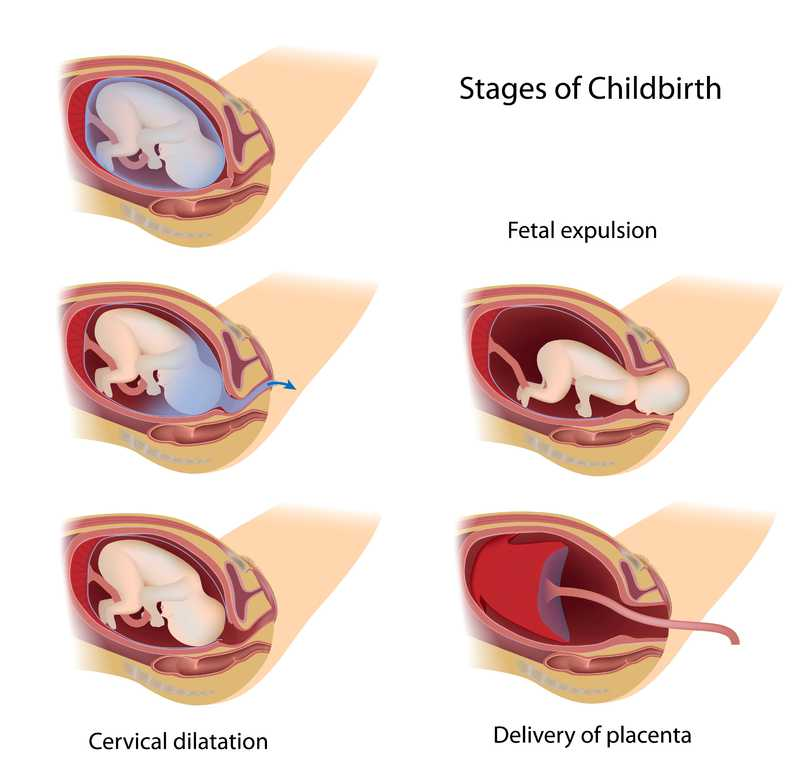 Stages of Childbirth
Fetal expulsion
Cervical dilatation
Delivery of placenta